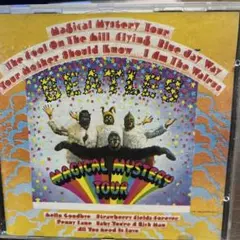 Magical Mystery Tour
The Fool On The Hill Flying Blue Jay Way
Your Mother Should Know I Am The Walrus
BEATLES
MAGICAL MYSTERY
TOUR
Hello Goodbye Strawberry Fields Forever
Penny Lane Baby You're A Rich Man
All You Need Is Love